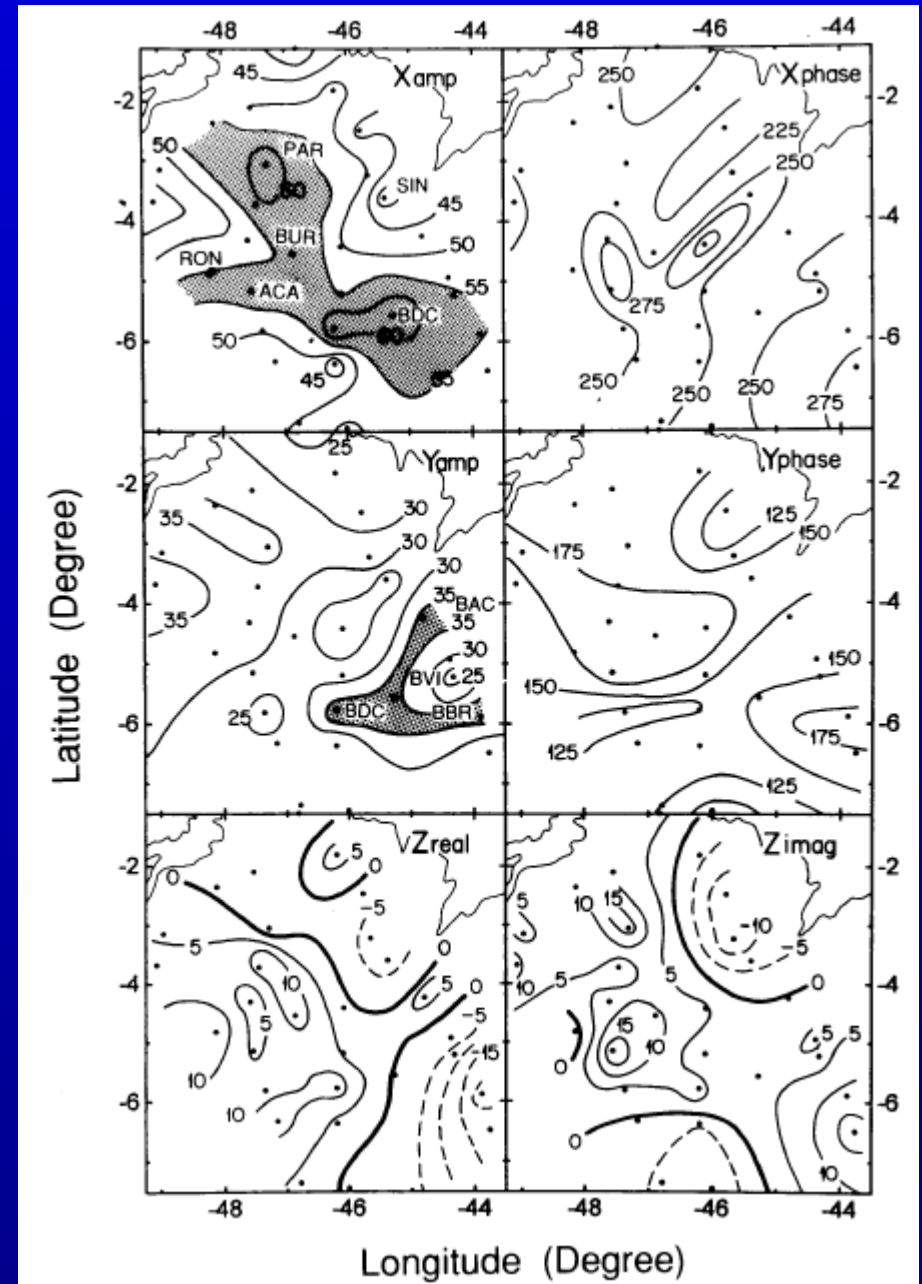 -48 -46 -44 -48 -46 -44
45 Xamp 250 Xphase
-2 -2
50 PAR 225
60 SIN 250
45
-4 -4
BUR 50
RON
ACA 55 275
BDC
50 60
-6 -6
45 55 250 250 250 275
25 Yamp Yphase
-2 -2
35 30 125
30 175 150
30
-4 35 BAC -4
35 35
30 150
BVI 25 150
25 BDC BBR
-6 125 175 -6
125
5 Zreal Zimag
-2 0 0 5 15 -2
10 -10
-5 -5
5 0 5 5
-4 10 5 10 0 -4
5 -5 15 5 5
-15 0 10
10
-6 10 -6
0 0 10
-48 -46 -44 -48 -46 -44
Latitude (Degree)
Longitude (Degree)